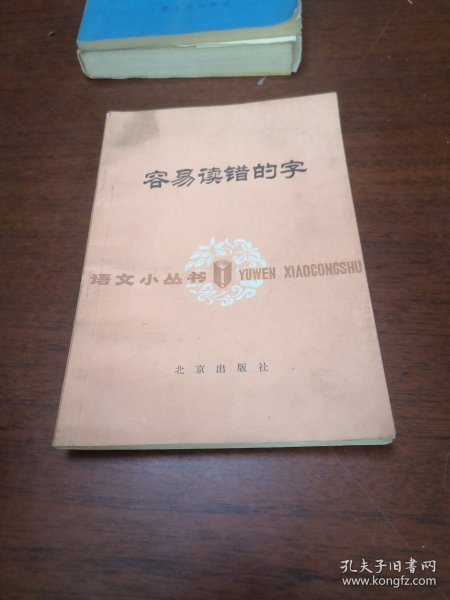 容易读错的字
语文小丛书 YUWEN XIAOCONGSHU
北京出版社
孔夫子旧书网
www.kongfz.com